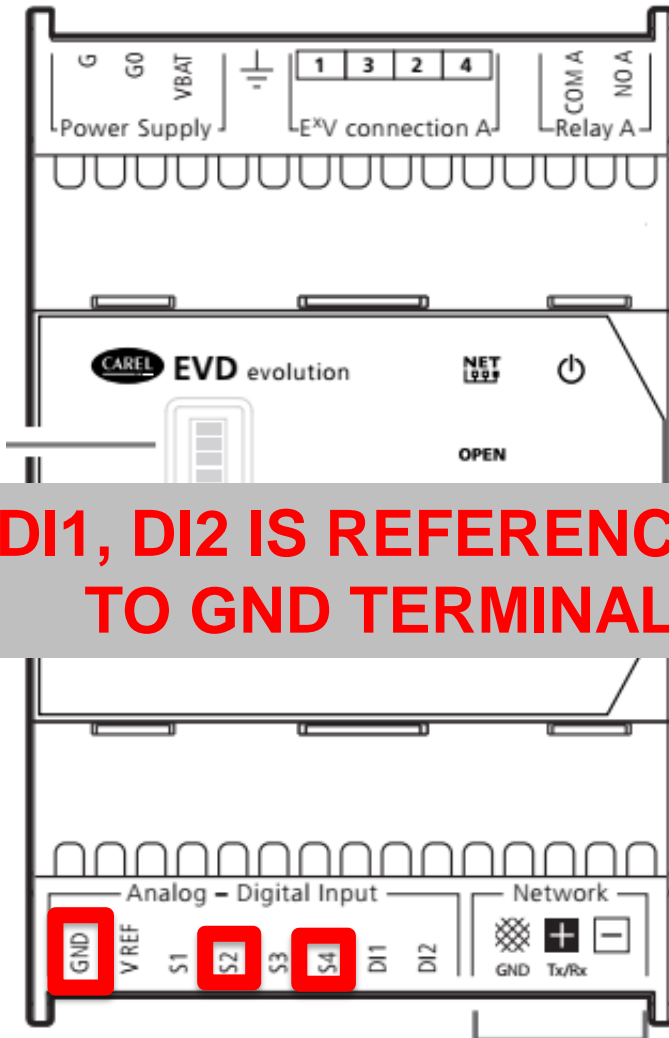 G G0 VBAT 1 3 2 4 COM A NO A
Power Supply EˣV connection A Relay A
CAREL EVD evolution NET
OPEN
DI1, DI2 IS REFERENC
TO GND TERMINAL
Analog – Digital Input Network
GND V REF S1 S2 S3 S4 DI1 DI2 + −
GND Tx/Rx